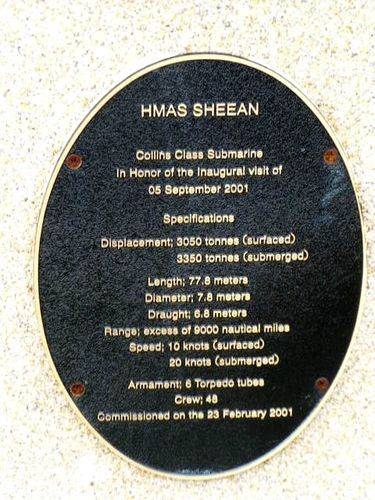 HMAS SHEEAN
Collins Class Submarine
In Honor of the Inaugural visit of
05 September 2001
Specifications
Displacement; 3050 tonnes (surfaced)
3350 tonnes (submerged)
Length; 77.8 meters
Diameter; 7.8 meters
Draught; 6.8 meters
Range; excess of 9000 nautical miles
Speed; 10 knots (surfaced)
20 knots (submerged)
Armament; 6 Torpedo tubes
Crew; 48
Commissioned on the 23 February 2001